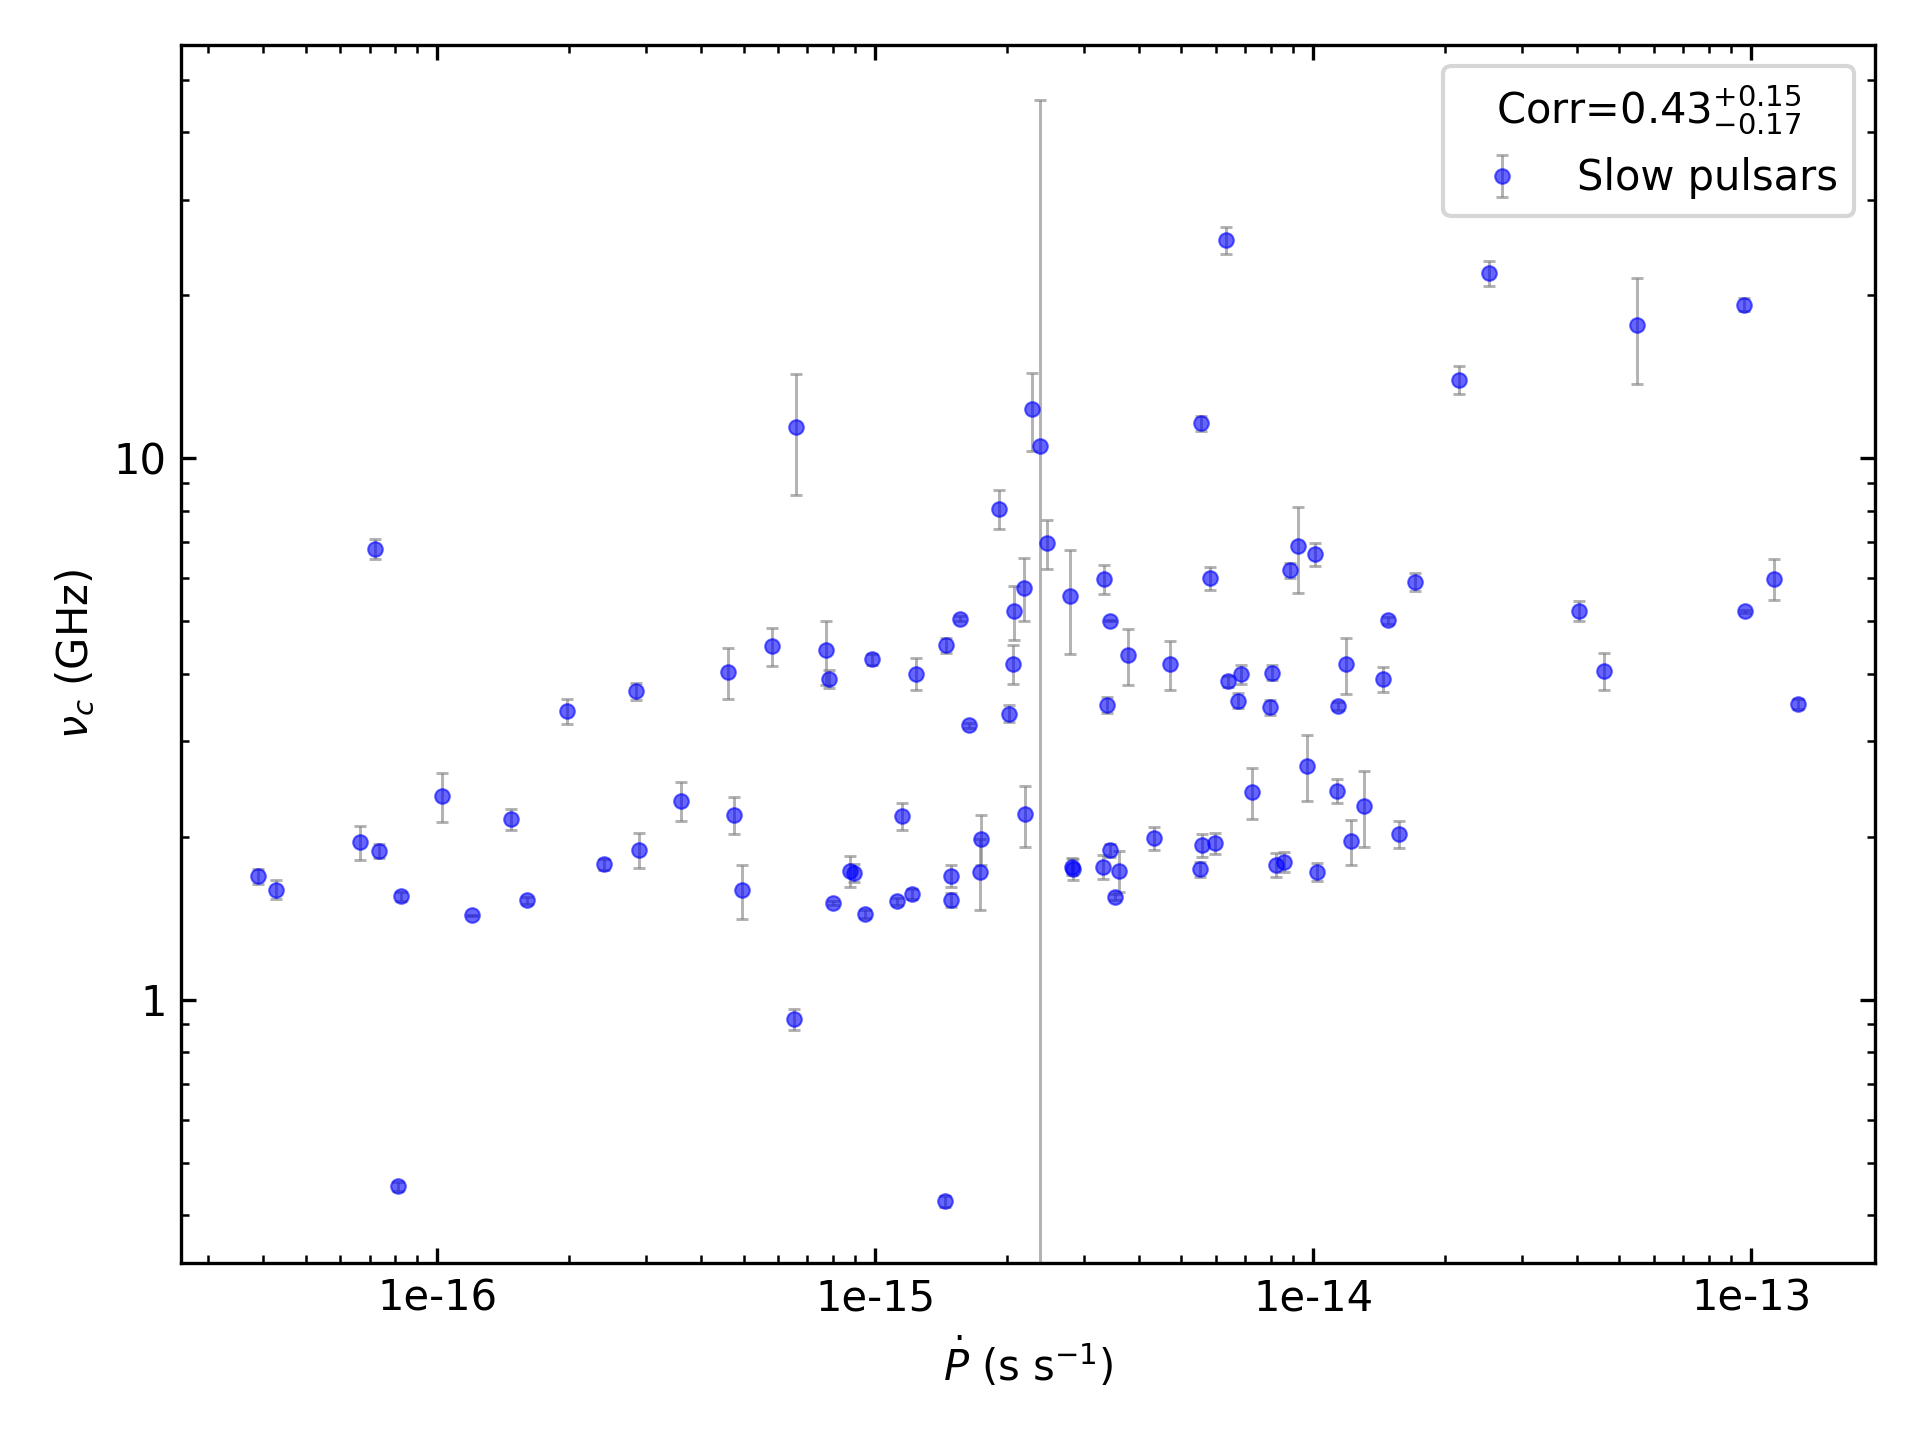 Corr=0.43$^{+0.15}_{-0.17}$
Slow pulsars
10
1
ν_c (GHz)
1e-16 1e-15 1e-14 1e-13
Ṗ (s s⁻¹)